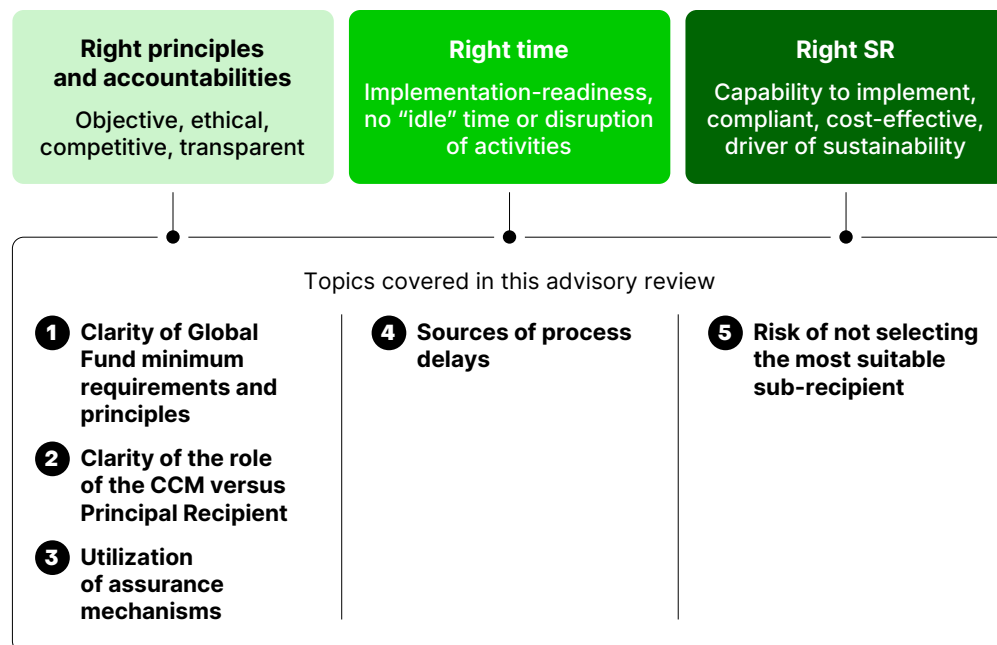 Right principles
and accountabilities
Objective, ethical,
competitive, transparent
Right time
Implementation-readiness,
no “idle” time or disruption
of activities
Right SR
Capability to implement,
compliant, cost-effective,
driver of sustainability
Topics covered in this advisory review
1 Clarity of Global
Fund minimum
requirements and
principles
2 Clarity of the role
of the CCM versus
Principal Recipient
3 Utilization
of assurance
mechanisms
4 Sources of process
delays
5 Risk of not selecting
the most suitable
sub-recipient